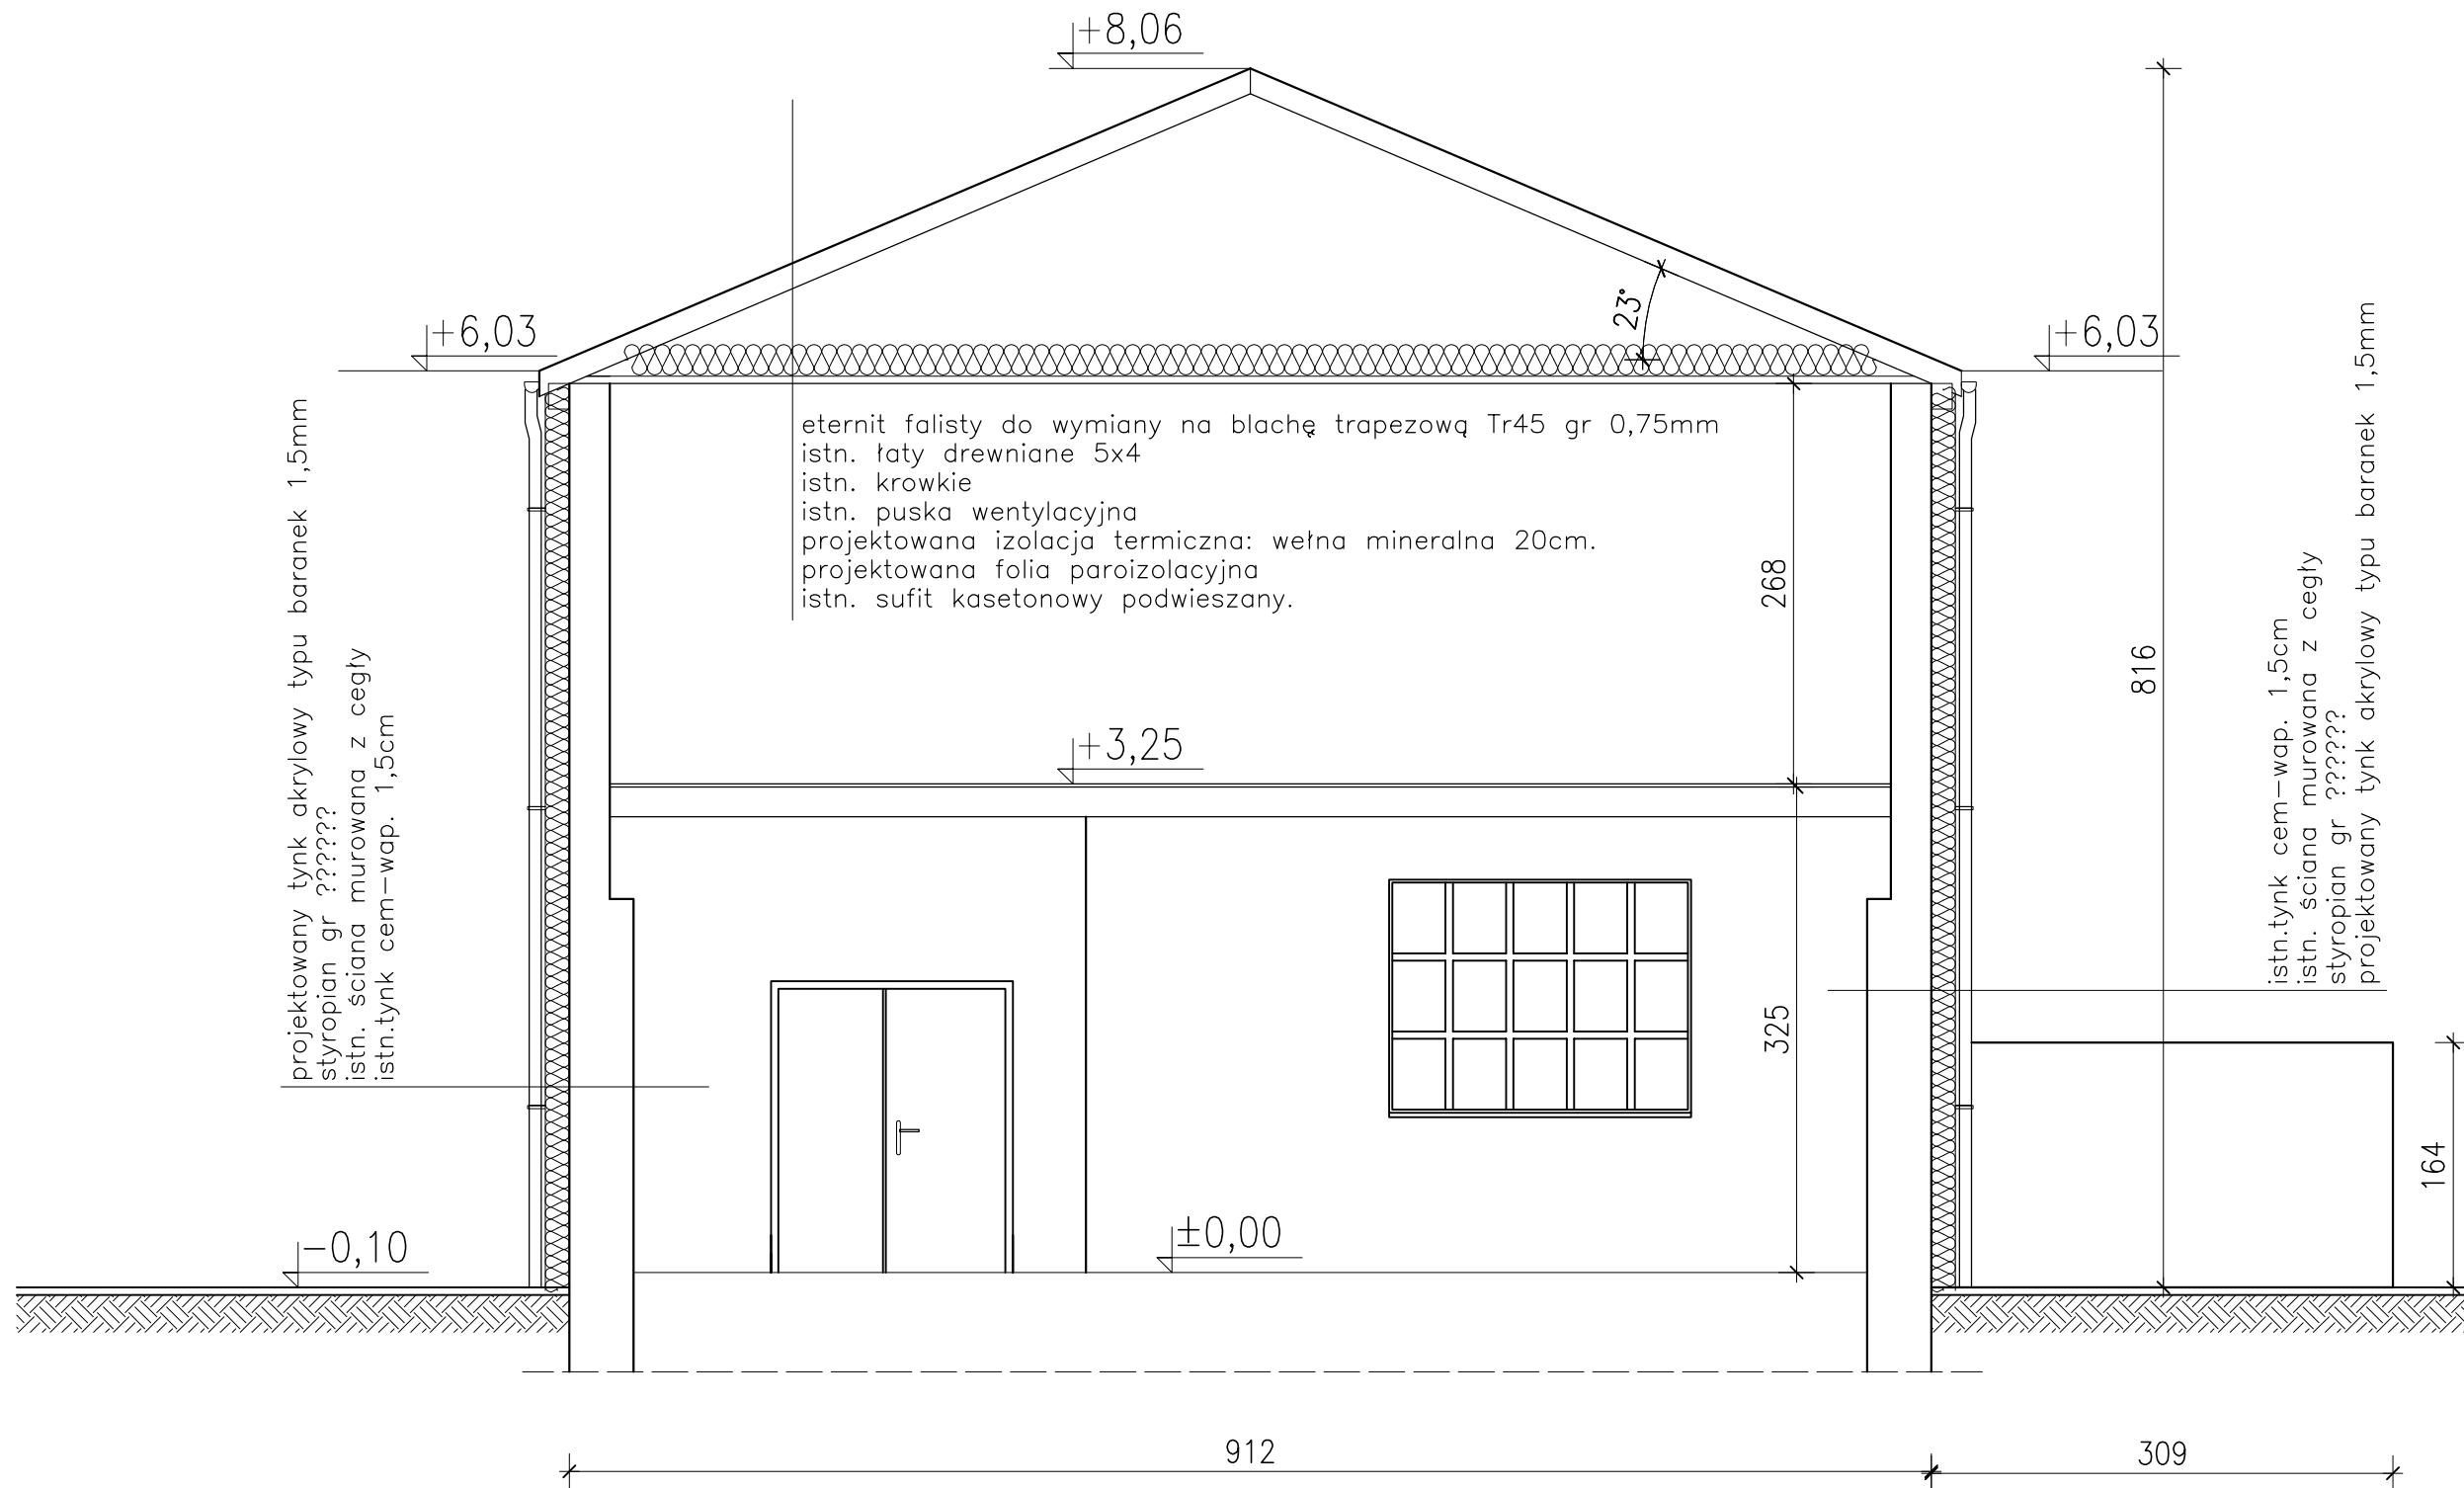 +8,06
+6,03
23°
+6,03
eternit falisty do wymiany na blachę trapezową Tr45 gr 0,75mm
istn. łaty drewniane 5x4
istn. krowkie
istn. puska wentylacyjna
projektowana izolacja termiczna: wełna mineralna 20cm.
projektowana folia paroizolacyjna
istn. sufit kasetonowy podwieszany.
268
816
projektowany tynk akrylowy typu baranek 1,5mm
styropian gr ??????
istn. ściana murowana z cegły
istn.tynk cem-wap. 1,5cm
istn.tynk cem-wap. 1,5cm
istn. ściana murowana z cegły
styropian gr ??????
projektowany tynk akrylowy typu baranek 1,5mm
+3,25
325
164
-0,10
±0,00
912
309